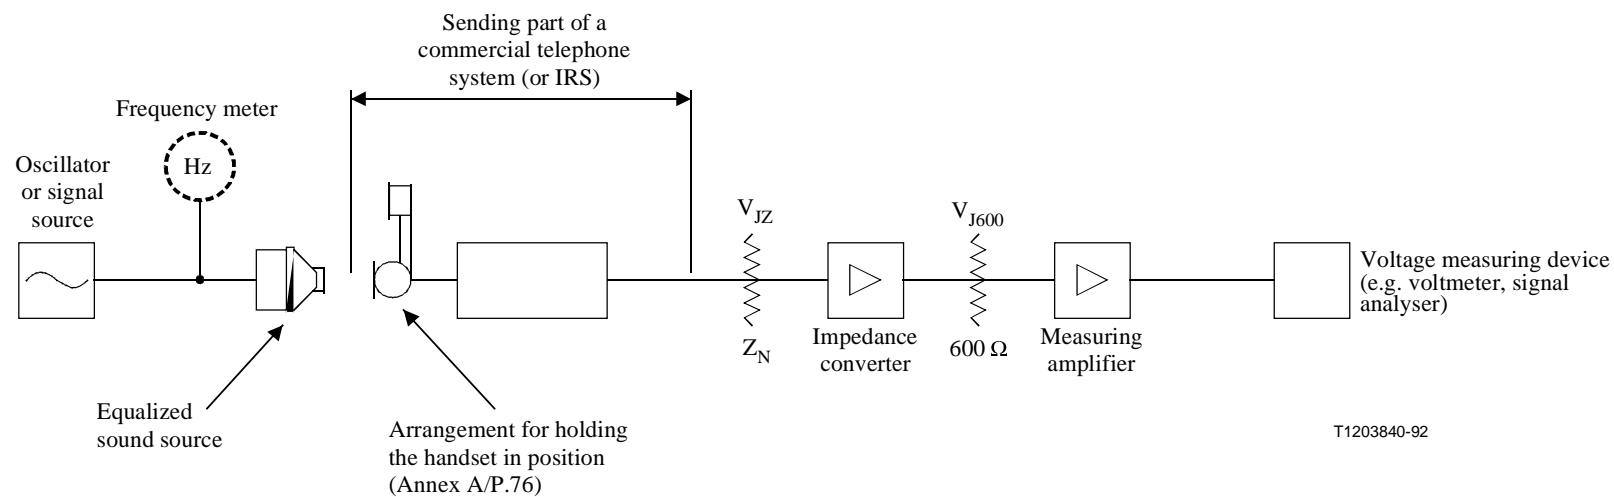 Sending part of a
commercial telephone
system (or IRS)
Frequency meter
Hz
Oscillator
or signal
source
V_JZ
V_J600
Voltage measuring device
(e.g. voltmeter, signal
analyser)
Z_N
Impedance
converter
600 Ω
Measuring
amplifier
Equalized
sound source
Arrangement for holding
the handset in position
(Annex A/P.76)
T1203840-92